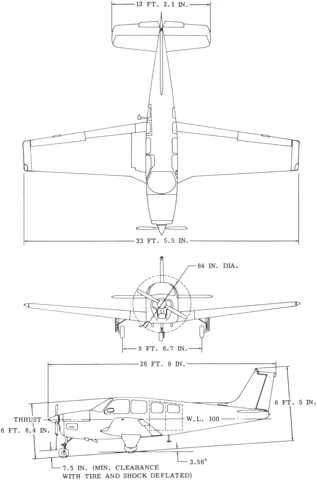 12 FT. 2.1 IN.
33 FT. 5.5 IN.
84 IN. DIA.
9 FT. 6.7 IN.
26 FT. 8 IN.
8 FT. 5 IN.
THRUST
W.L. 100
6 FT. 6.4 IN.
3.56°
7.5 IN. (MIN. CLEARANCE
WITH TIRE AND SHOCK DEFLATED)